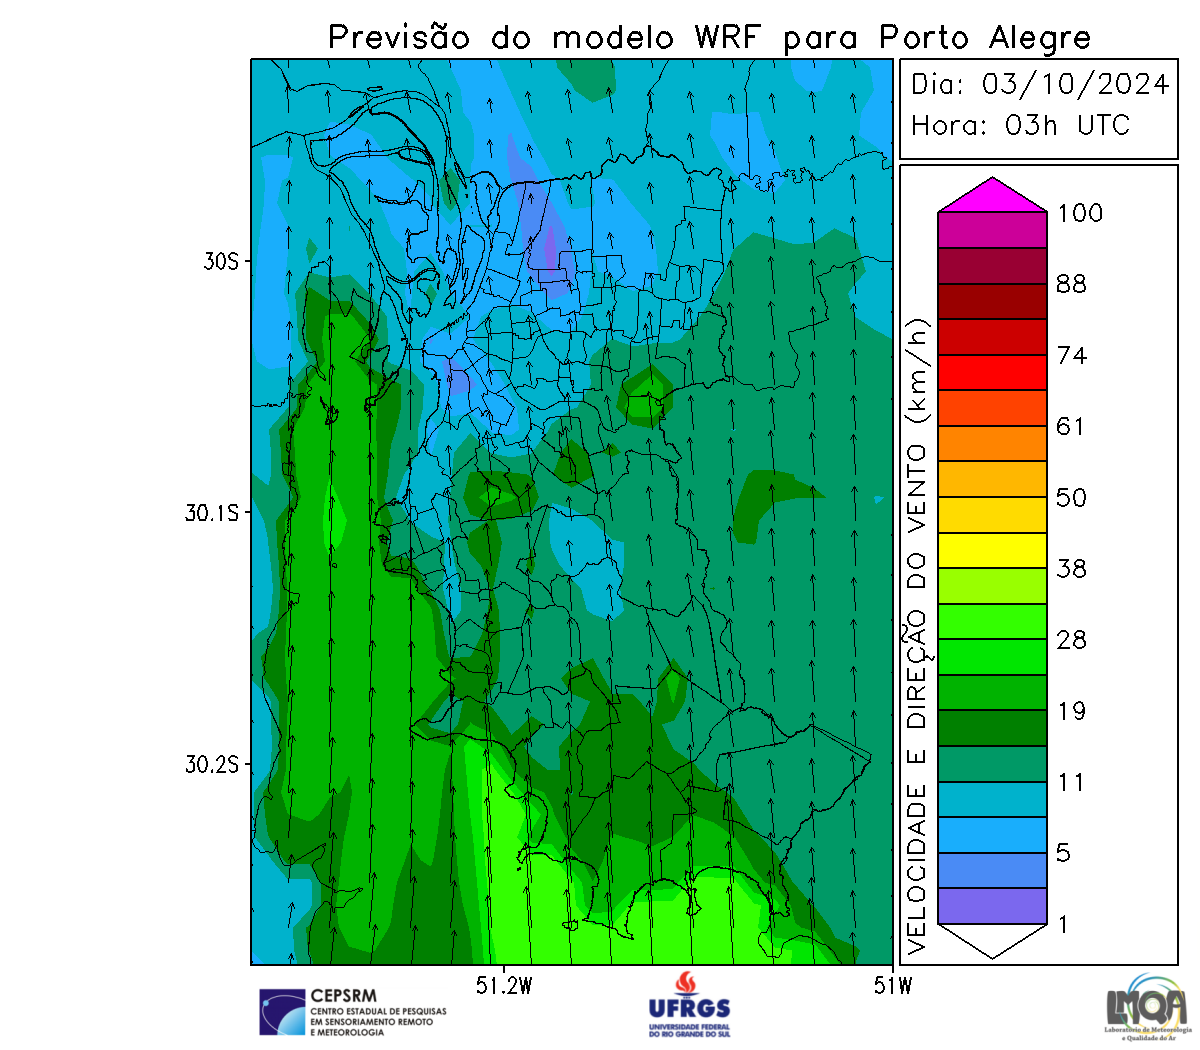 Previsão do modelo WRF para Porto Alegre
Dia: 03/10/2024
Hora: 03h UTC
VELOCIDADE E DIREÇÃO DO VENTO (km/h)
100
88
74
61
50
38
28
19
11
5
1
30S
30.1S
30.2S
51.2W
51W
CEPSRM
CENTRO ESTADUAL DE PESQUISAS
EM SENSORIAMENTO REMOTO
E METEOROLOGIA
UFRGS
UNIVERSIDADE FEDERAL
DO RIO GRANDE DO SUL
LMQA
Laboratório de Meteorologia
e Qualidade do Ar